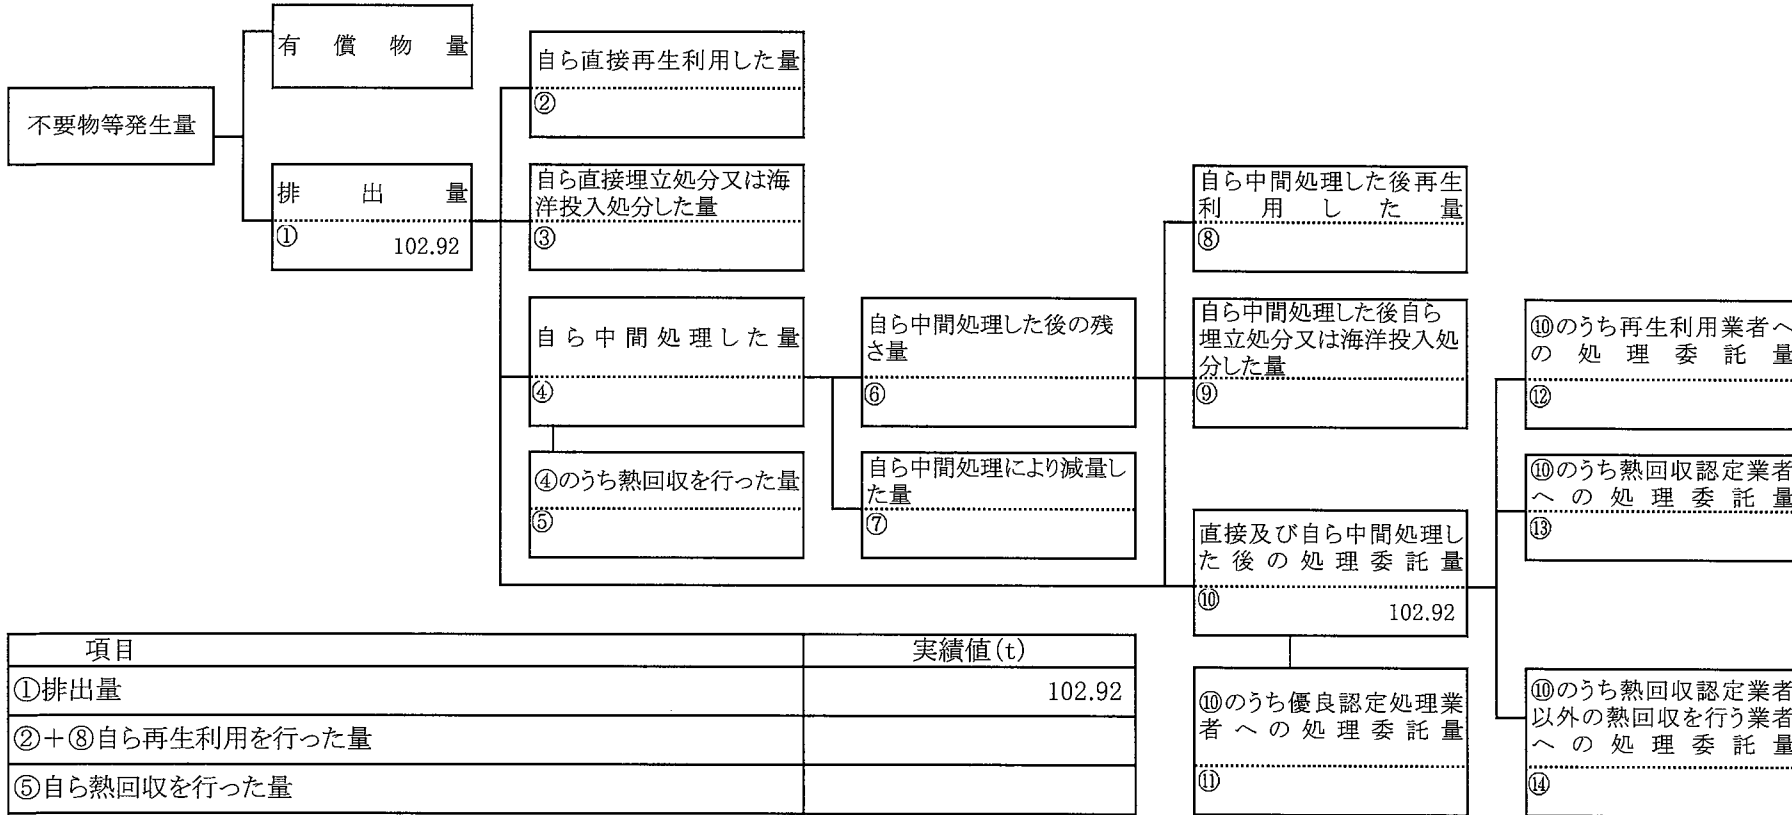 有償物量
不要物等発生量
排出量
①
102.92
自ら直接再生利用した量
②
自ら直接埋立処分又は海
洋投入処分した量
③
自ら中間処理した量
④
④のうち熱回収を行った量
⑤
自ら中間処理した後の残
さ量
⑥
自ら中間処理により減量し
た量
⑦
自ら中間処理した後再生
利用した量
⑧
自ら中間処理した後自ら
埋立処分又は海洋投入処
分した量
⑨
直接及び自ら中間処理し
た後の処理委託量
⑩
102.92
⑩のうち優良認定処理業
者への処理委託量
⑪
⑩のうち再生利用業者へ
の処理委託量
⑫
⑩のうち熱回収認定業者
への処理委託量
⑬
⑩のうち熱回収認定業者
以外の熱回収を行う業者
への処理委託量
⑭
項目 実績値(t)
①排出量 102.92
②+⑧自ら再生利用を行った量
⑤自ら熱回収を行った量